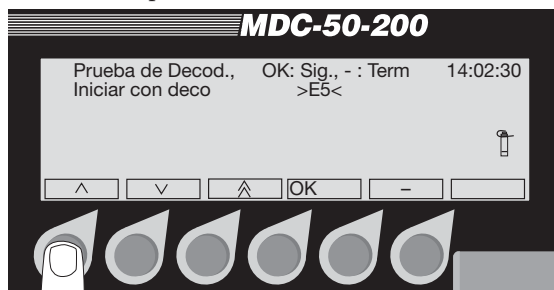 MDC-50-200
Prueba de Decod., OK: Sig., - : Term 14:02:30
Iniciar con deco >E5<
OK –